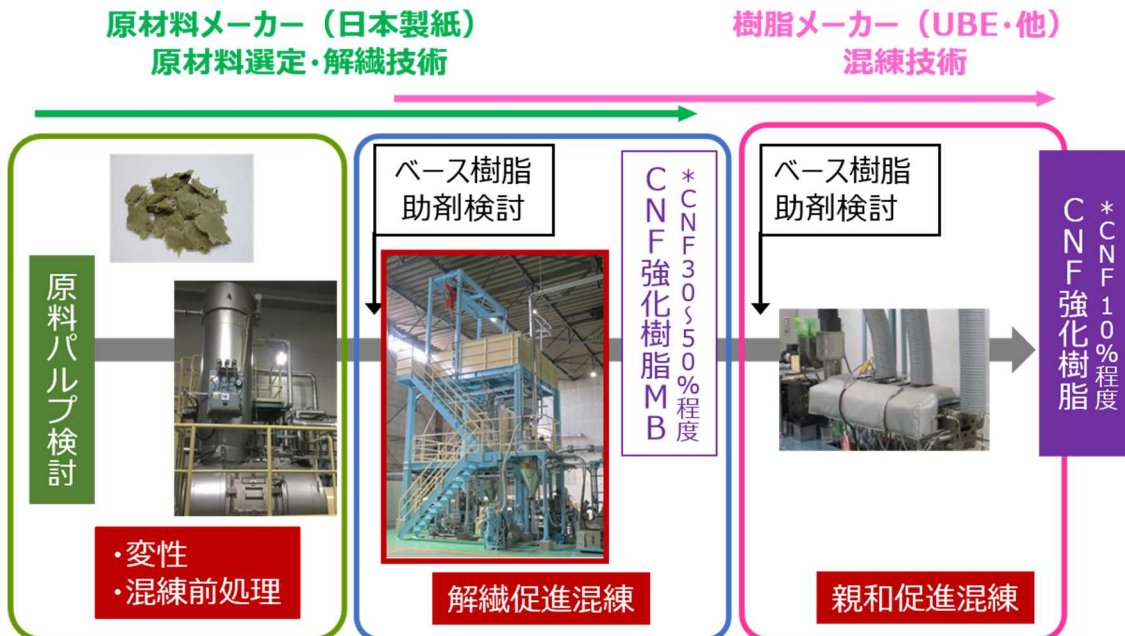 原材料メーカー（日本製紙）
原材料選定・解繊技術
樹脂メーカー（UBE・他）
混練技術
原料パルプ検討
・変性
・混練前処理
ベース樹脂
助剤検討
解繊促進混練
*CNF30~50%程度
CNF強化樹脂MB
ベース樹脂
助剤検討
親和促進混練
*CNF10%程度
CNF強化樹脂